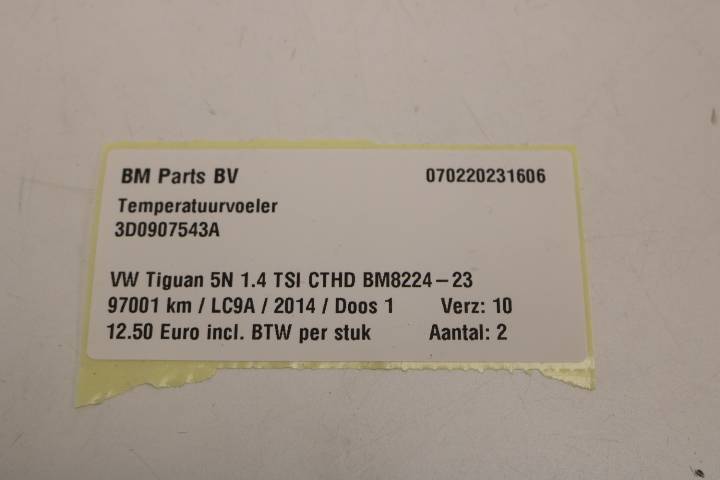 BM Parts BV 070220231606
Temperatuurvoeler
3D0907543A
VW Tiguan 5N 1.4 TSI CTHD BM8224-23
97001 km / LC9A / 2014 / Doos 1 Verz: 10
12.50 Euro incl. BTW per stuk Aantal: 2